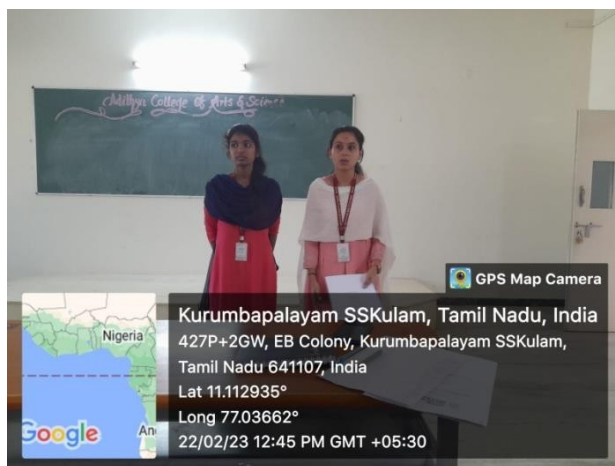 Adithya College of Arts & Science
GPS Map Camera
Kurumbapalayam SSKulam, Tamil Nadu, India
427P+2GW, EB Colony, Kurumbapalayam SSKulam,
Tamil Nadu 641107, India
Lat 11.112935°
Long 77.03662°
22/02/23 12:45 PM GMT +05:30
Nigeria
Google
An